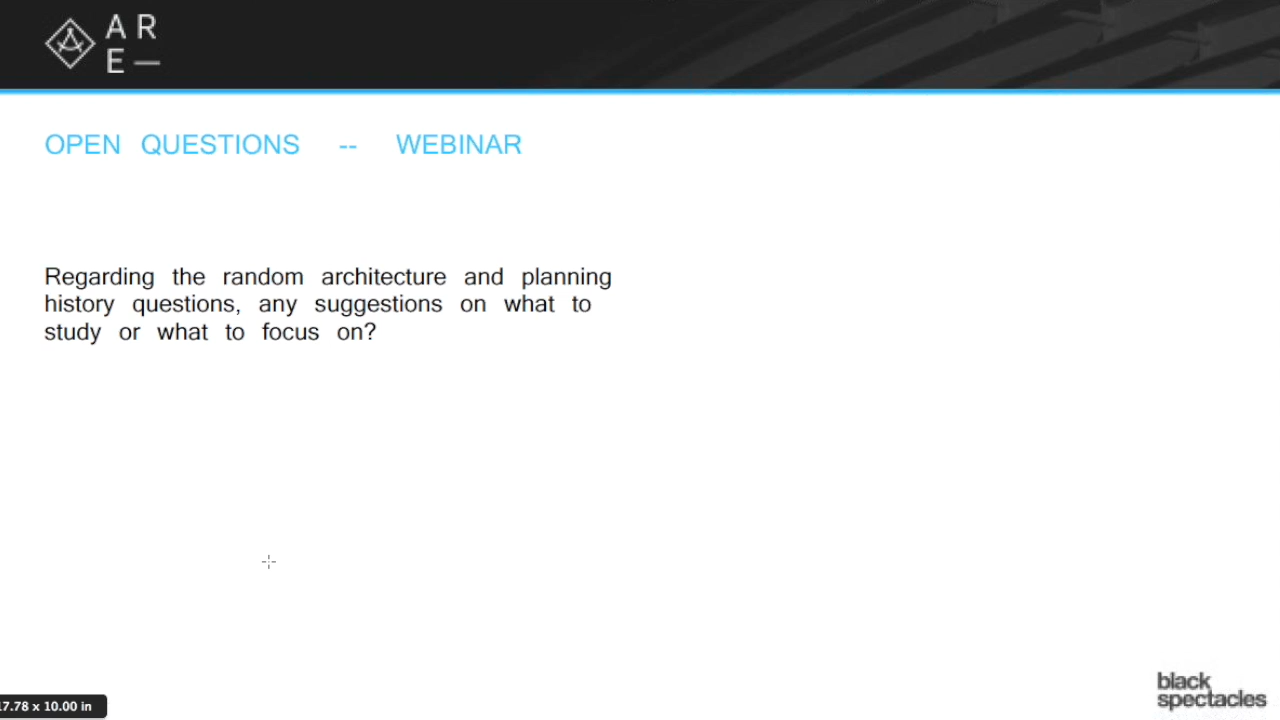 A R
E —
OPEN QUESTIONS -- WEBINAR
Regarding the random architecture and planning
history questions, any suggestions on what to
study or what to focus on?
17.78 x 10.00 in
black
spectacles